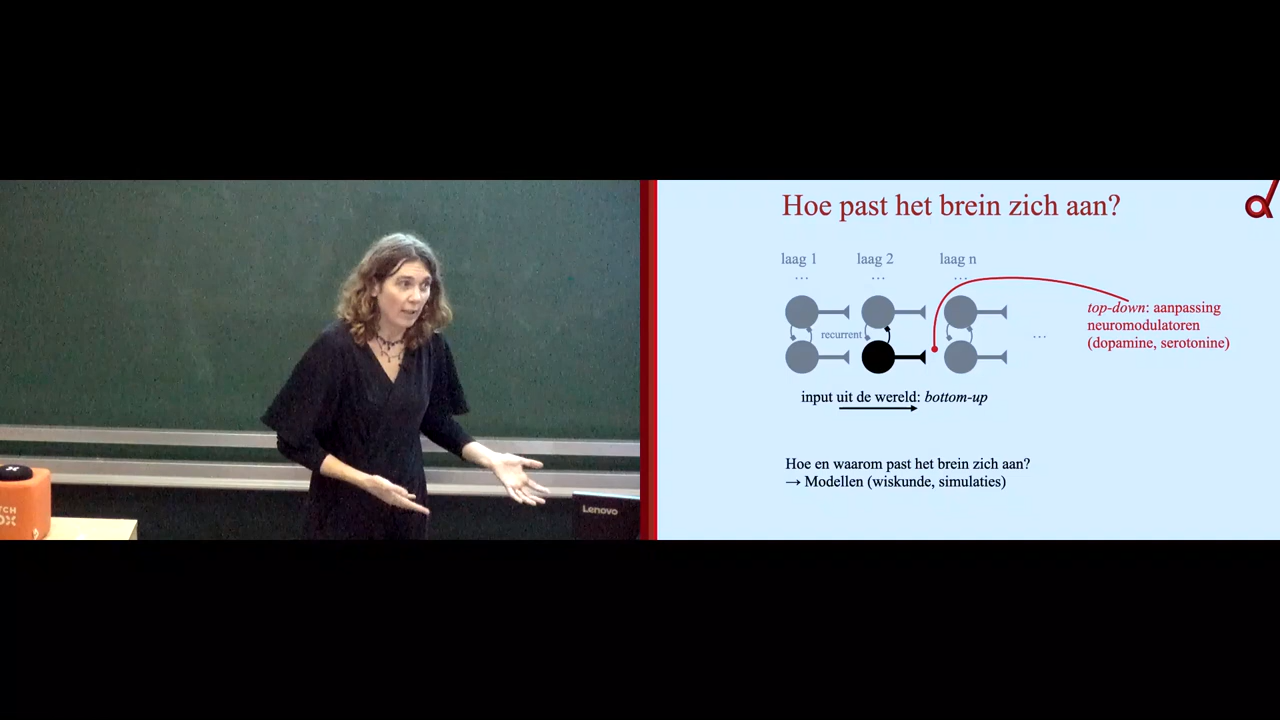 Hoe past het brein zich aan?
laag 1 laag 2 laag n
... ... ...
recurrent
...
top-down: aanpassing
neuromodulatoren
(dopamine, serotonine)
input uit de wereld: bottom-up
Hoe en waarom past het brein zich aan?
→ Modellen (wiskunde, simulaties)
Lenovo